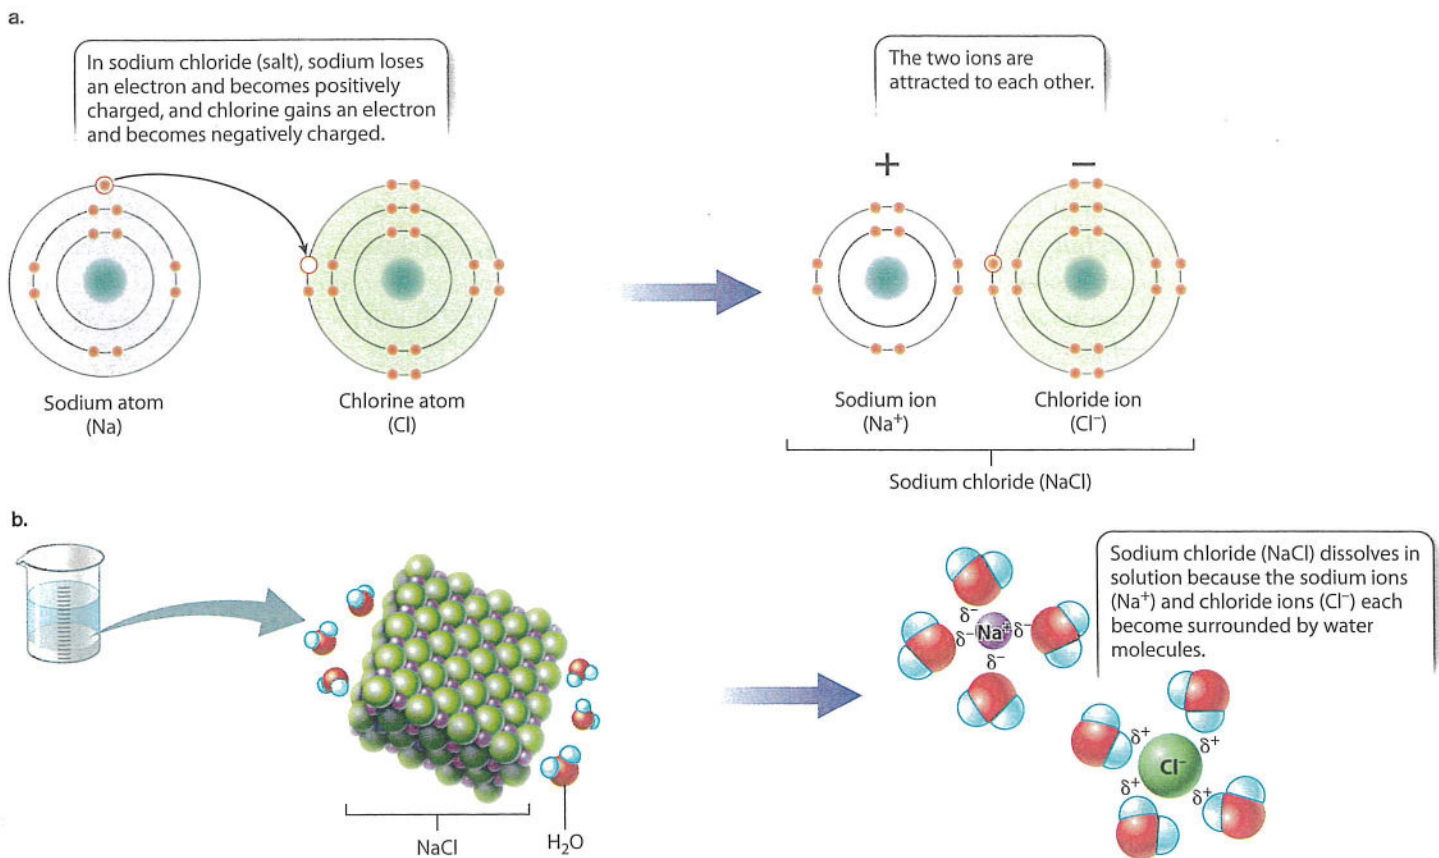 a.
In sodium chloride (salt), sodium loses
an electron and becomes positively
charged, and chlorine gains an electron
and becomes negatively charged.
The two ions are
attracted to each other.
+
−
Sodium atom
(Na)
Chlorine atom
(Cl)
Sodium ion
(Na⁺)
Chloride ion
(Cl⁻)
Sodium chloride (NaCl)
b.
Sodium chloride (NaCl) dissolves in
solution because the sodium ions
(Na⁺) and chloride ions (Cl⁻) each
become surrounded by water
molecules.
δ⁻
δ⁻ Na⁺ δ⁻
δ⁻
δ⁺ δ⁺
Cl⁻
δ⁺ δ⁺
NaCl
H₂O